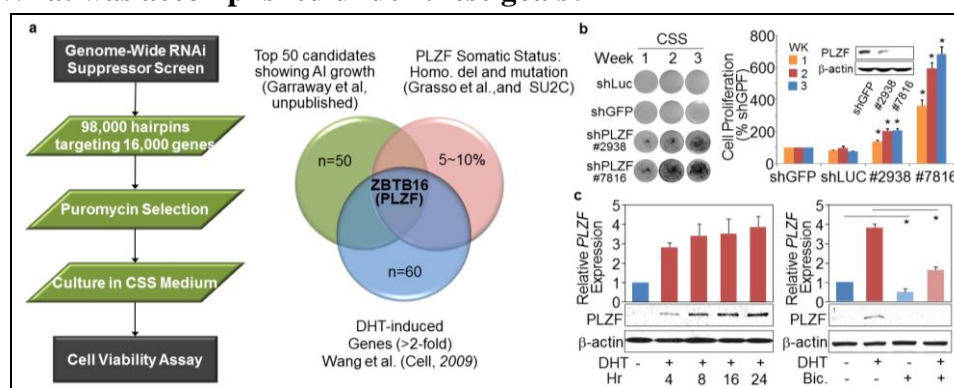 a
Genome-Wide RNAi
Suppressor Screen
98,000 hairpins
targeting 16,000 genes
Puromycin Selection
Culture in CSS Medium
Cell Viability Assay
Top 50 candidates
showing AI growth
(Garraway et al,
unpublished)
PLZF Somatic Status:
Homo. del and mutation
(Grasso et al.,and SU2C)
n=50
5~10%
ZBTB16
(PLZF)
n=60
DHT-induced
Genes (>2-fold)
Wang et al. (Cell, 2009)
b
CSS
Week 1 2 3
shLuc
shGFP
shPLZF
#2938
shPLZF
#7816
Cell Proliferation
(% shGPF)
800
600
400
200
0
WK
1
2
3
PLZF
β-actin
shGFP
#2938
#7816
* * * * * *
shGFP shLUC #2938 #7816
c
Relative PLZF
Expression
5
4
3
2
1
0
PLZF
β-actin
DHT - + + + +
Hr 4 8 16 24
Relative PLZF
Expression
5
4
3
2
1
0
* *
PLZF
β-actin
DHT - + - +
Bic. - - + +